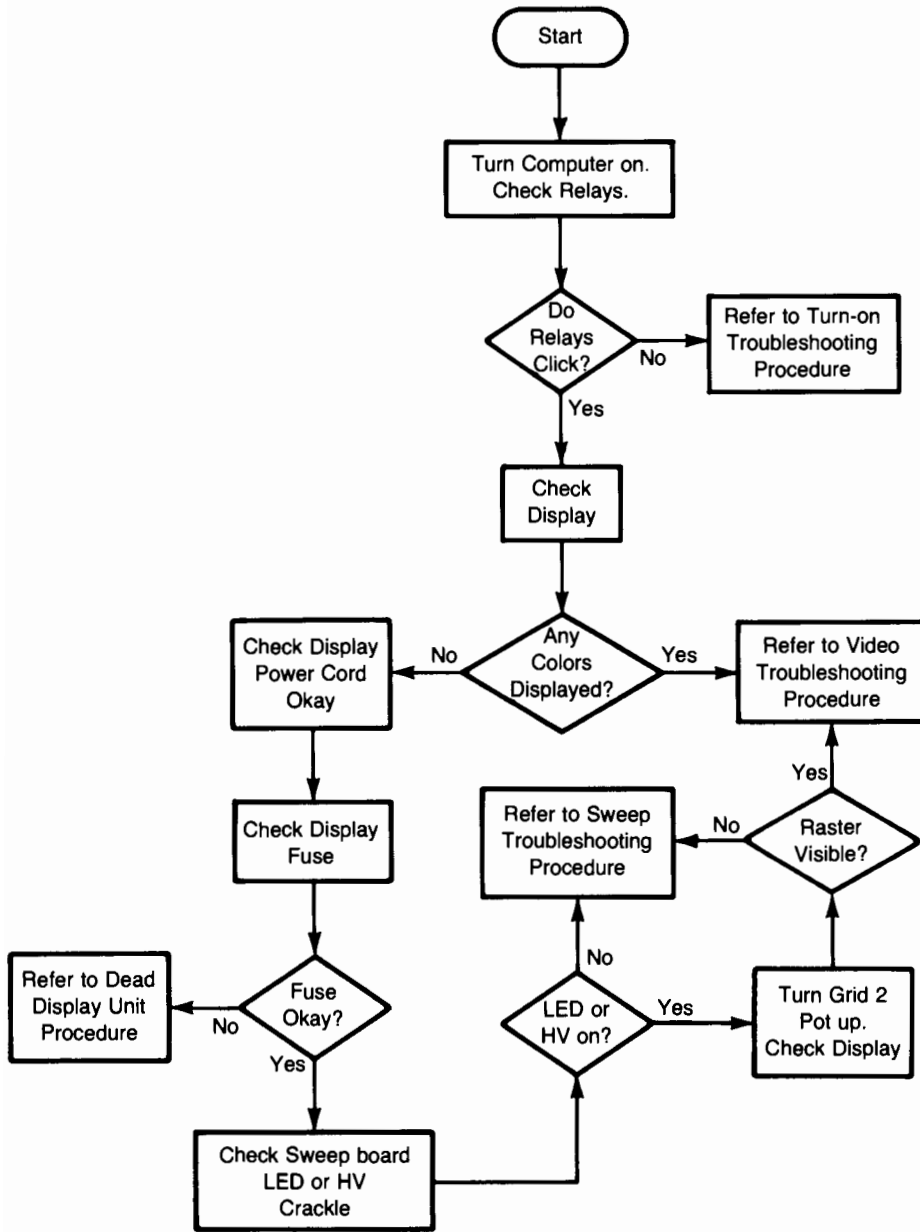 Start
Turn Computer on.
Check Relays.
Do
Relays
Click?
No
Refer to Turn-on
Troubleshooting
Procedure
Yes
Check
Display
Any
Colors
Displayed?
No
Yes
Check Display
Power Cord
Okay
Refer to Video
Troubleshooting
Procedure
Check Display
Fuse
Refer to Sweep
Troubleshooting
Procedure
No
Raster
Visible?
Yes
Refer to Dead
Display Unit
Procedure
No
Fuse
Okay?
Yes
No
LED or
HV on?
Yes
Turn Grid 2
Pot up.
Check Display
Check Sweep board
LED or HV
Crackle